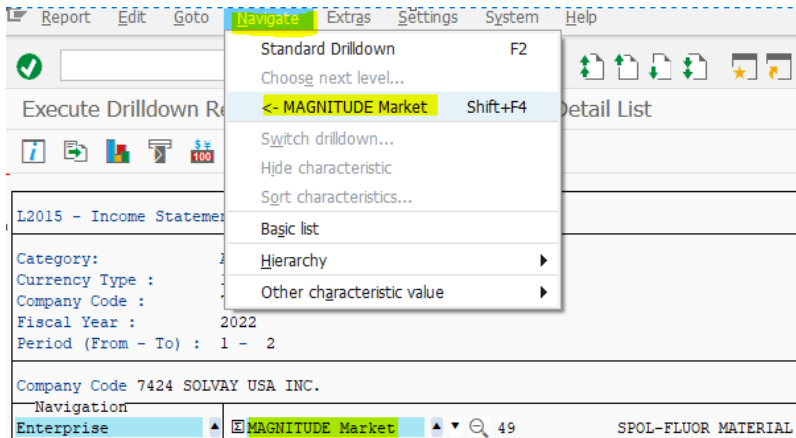 Report Edit Goto Navigate Extras Settings System Help
Standard Drilldown F2
Choose next level...
<- MAGNITUDE Market Shift+F4
Switch drilldown...
Hide characteristic
Sort characteristics...
Basic list
Hierarchy
Other characteristic value
Execute Drilldown Detail List
L2015 - Income
Category:
Currency Type :
Company Code :
Fiscal Year : 2022
Period (From - To) : 1 - 2
Company Code 7424 SOLVAY USA INC.
Navigation
Enterprise MAGNITUDE Market 49 SPOL-FLUOR MATERIAL